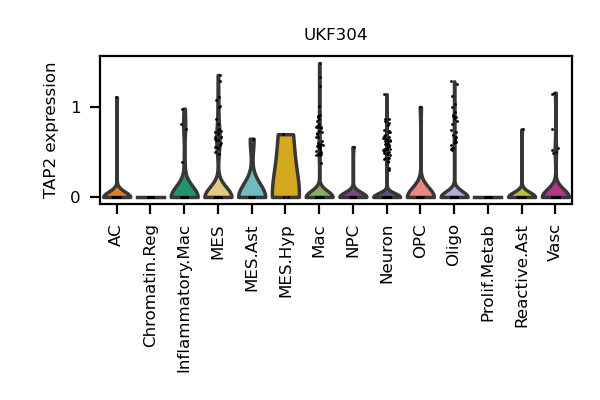 UKF304
TAP2 expression
1
0
AC
Chromatin.Reg
Inflammatory.Mac
MES
MES.Ast
MES.Hyp
Mac
NPC
Neuron
OPC
Oligo
Prolif.Metab
Reactive.Ast
Vasc